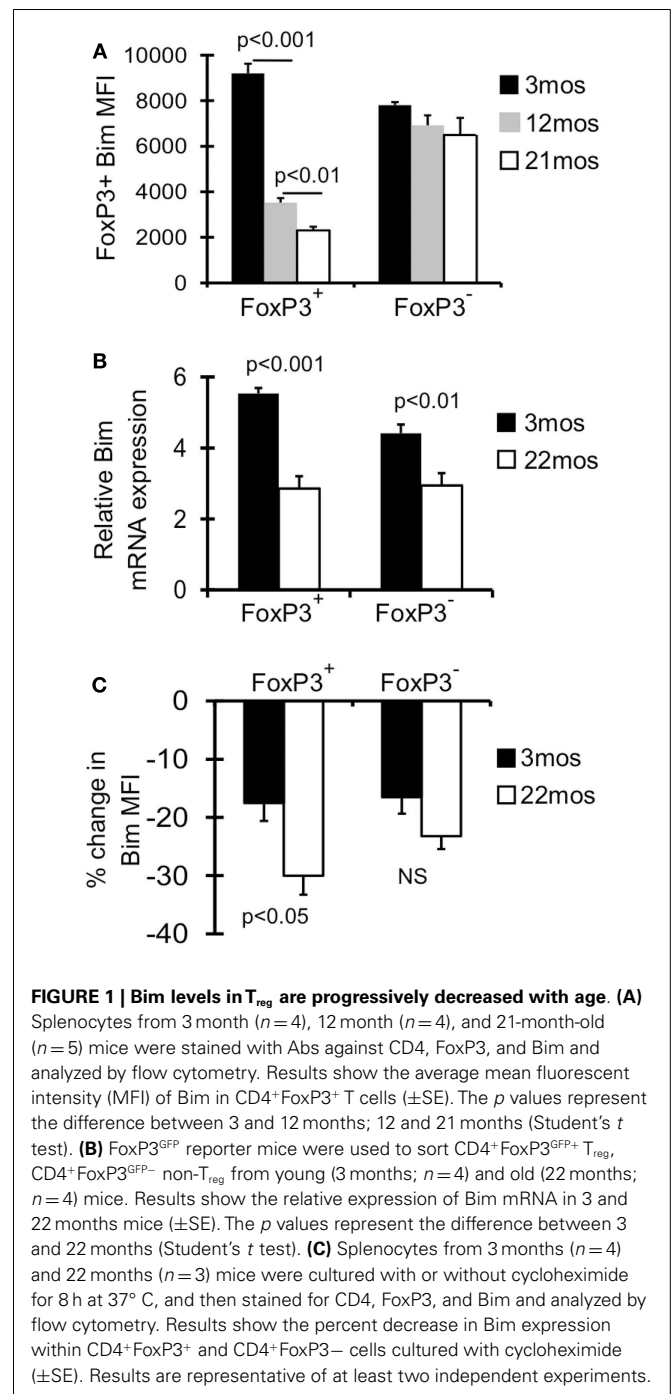 A
10000
8000
6000
4000
2000
0
FoxP3+ Bim MFI
p<0.001
p<0.01
3mos
12mos
21mos
FoxP3+
FoxP3-
B
6
4
2
0
Relative Bim
mRNA expression
p<0.001
p<0.01
3mos
22mos
FoxP3+
FoxP3-
C
FoxP3+
FoxP3-
0
-10
-20
-30
-40
% change in
Bim MFI
3mos
22mos
NS
p<0.05
FIGURE 1 | Bim levels in Treg are progressively decreased with age. (A)
Splenocytes from 3 month (n = 4), 12 month (n = 4), and 21-month-old
(n = 5) mice were stained with Abs against CD4, FoxP3, and Bim and
analyzed by flow cytometry. Results show the average mean fluorescent
intensity (MFI) of Bim in CD4+FoxP3+ T cells (±SE). The p values represent
the difference between 3 and 12 months; 12 and 21 months (Student's t
test). (B) FoxP3GFP reporter mice were used to sort CD4+FoxP3GFP+ Treg,
CD4+FoxP3GFP− non-Treg from young (3 months; n = 4) and old (22 months;
n = 4) mice. Results show the relative expression of Bim mRNA in 3 and
22 months mice (±SE). The p values represent the difference between 3
and 22 months (Student's t test). (C) Splenocytes from 3 months (n = 4)
and 22 months (n = 3) mice were cultured with or without cycloheximide
for 8 h at 37° C, and then stained for CD4, FoxP3, and Bim and analyzed by
flow cytometry. Results show the percent decrease in Bim expression
within CD4+FoxP3+ and CD4+FoxP3− cells cultured with cycloheximide
(±SE). Results are representative of at least two independent experiments.